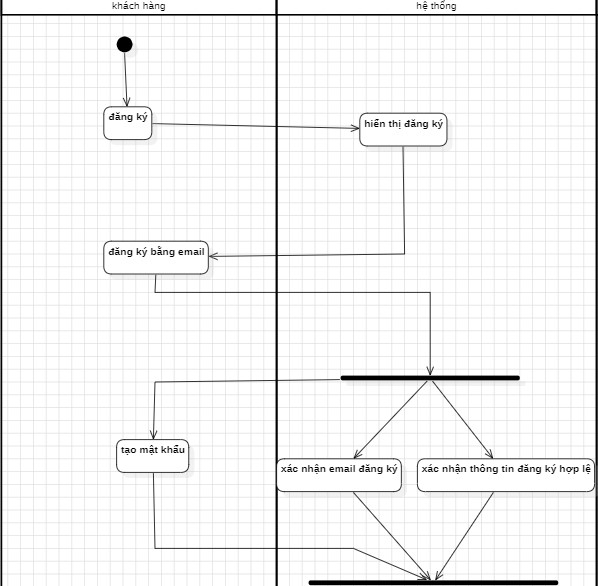 khách hàng
hệ thống
đăng ký
hiển thị đăng ký
đăng ký bằng email
tạo mật khẩu
xác nhận email đăng ký
xác nhận thông tin đăng ký hợp lệ